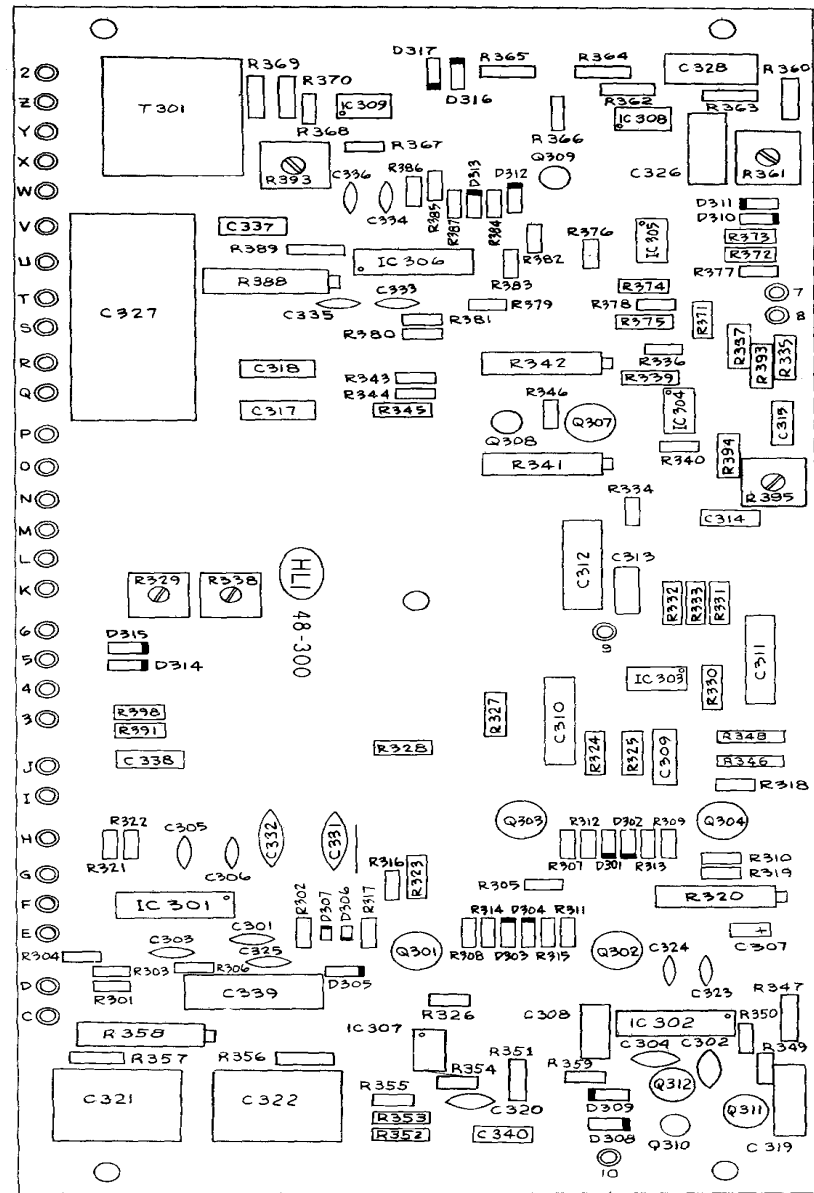 D317
R365
R364
R369
C328
R360
2
R370
D316
R362
R363
Z
T301
IC309
IC308
R368
R366
Y
R367
X
R393
C336
R386
D313
D312
Q309
C326
R361
W
C334
R385
R387
R384
D311
D310
V
C337
R376
IC305
R373
R389
R382
R372
U
IC306
R377
R388
R383
R374
7
T
C327
C335
C333
R379
R378
R371
8
S
R381
R375
R380
R337
R393
R335
R336
R
C318
R342
R343
R339
Q
R344
R346
IC304
C317
R345
C315
P
Q308
Q307
R340
R394
O
R341
R395
N
R334
C314
M
C312
C313
L
R329
R338
HLI
K
48-300
R332
R333
R331
6
D315
9
C311
5
D314
IC303
R330
4
C310
3
R398
R327
R391
R328
R324
R325
C309
R348
J
C338
R346
R318
I
Q303
Q304
R322
C305
C332
C331
R312
D302
R309
H
R321
C306
R316
R323
R307
D301
R313
R310
G
R305
R319
F
IC301
R302
D307
D306
R317
R320
E
C301
R314
D304
R311
C307
R304
C303
C325
Q301
R308
D303
R315
Q302
C324
R303
R306
D305
C323
D
R301
C339
R326
R347
C
C308
R350
R358
IC307
IC302
R349
C304
C302
R357
R356
R354
R351
R359
Q312
C321
C322
R355
C320
D309
Q311
R353
D308
R352
C340
Q310
C319
10